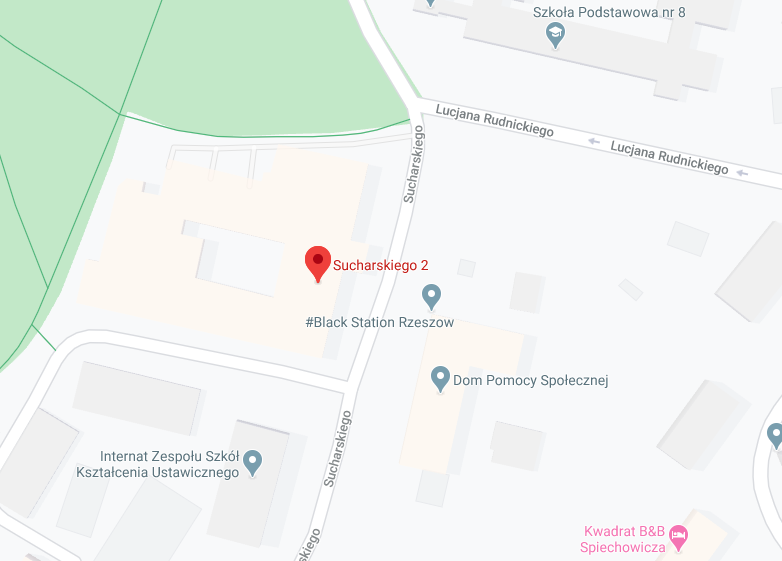 Szkoła Podstawowa nr 8
Lucjana Rudnickiego
Lucjana Rudnickiego
Sucharskiego
Sucharskiego 2
#Black Station Rzeszow
Dom Pomocy Społecznej
Sucharskiego
Internat Zespołu Szkół
Kształcenia Ustawicznego
Kwadrat B&B
Spiechowicza
skiego